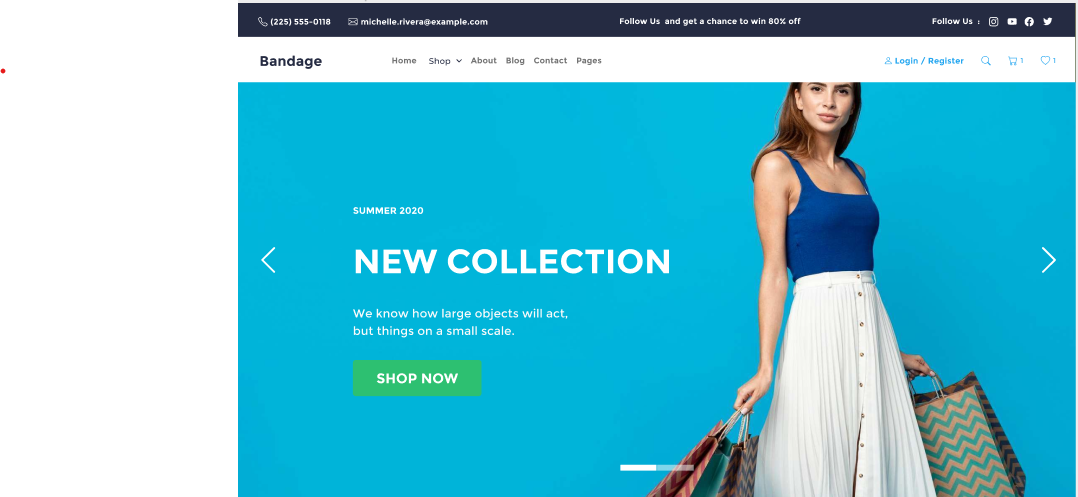 (225) 555-0118 michelle.rivera@example.com Follow Us and get a chance to win 80% off Follow Us :
Bandage Home Shop About Blog Contact Pages Login / Register 1 1
SUMMER 2020
NEW COLLECTION
We know how large objects will act,
but things on a small scale.
SHOP NOW